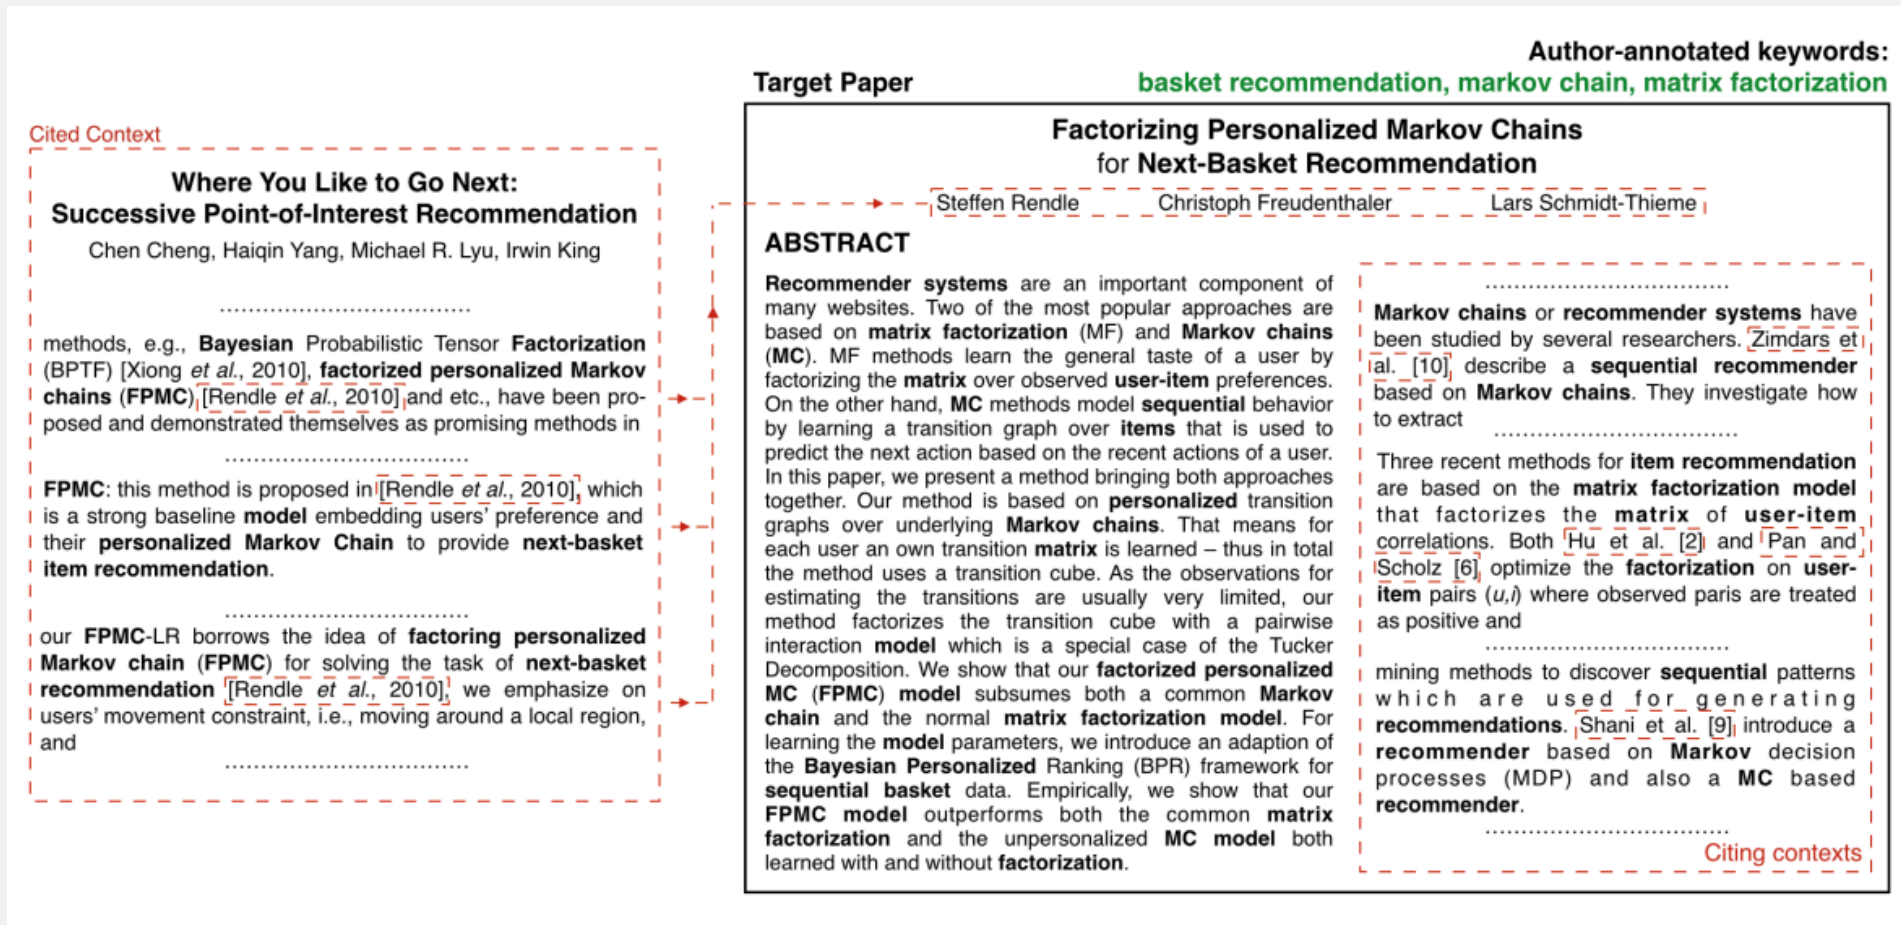 Author-annotated keywords:
Target Paper
basket recommendation, markov chain, matrix factorization
Cited Context
Where You Like to Go Next:
Successive Point-of-Interest Recommendation
Chen Cheng, Haiqin Yang, Michael R. Lyu, Irwin King
....................................
methods, e.g., Bayesian Probabilistic Tensor Factorization
(BPTF) [Xiong et al., 2010], factorized personalized Markov
chains (FPMC) [Rendle et al., 2010] and etc., have been pro-
posed and demonstrated themselves as promising methods in
...................................
FPMC: this method is proposed in [Rendle et al., 2010], which
is a strong baseline model embedding users' preference and
their personalized Markov Chain to provide next-basket
item recommendation.
...................................
our FPMC-LR borrows the idea of factoring personalized
Markov chain (FPMC) for solving the task of next-basket
recommendation [Rendle et al., 2010], we emphasize on
users' movement constraint, i.e., moving around a local region,
and
...................................
Factorizing Personalized Markov Chains
for Next-Basket Recommendation
Steffen Rendle Christoph Freudenthaler Lars Schmidt-Thieme
ABSTRACT
Recommender systems are an important component of
many websites. Two of the most popular approaches are
based on matrix factorization (MF) and Markov chains
(MC). MF methods learn the general taste of a user by
factorizing the matrix over observed user-item preferences.
On the other hand, MC methods model sequential behavior
by learning a transition graph over items that is used to
predict the next action based on the recent actions of a user.
In this paper, we present a method bringing both approaches
together. Our method is based on personalized transition
graphs over underlying Markov chains. That means for
each user an own transition matrix is learned – thus in total
the method uses a transition cube. As the observations for
estimating the transitions are usually very limited, our
method factorizes the transition cube with a pairwise
interaction model which is a special case of the Tucker
Decomposition. We show that our factorized personalized
MC (FPMC) model subsumes both a common Markov
chain and the normal matrix factorization model. For
learning the model parameters, we introduce an adaption of
the Bayesian Personalized Ranking (BPR) framework for
sequential basket data. Empirically, we show that our
FPMC model outperforms both the common matrix
factorization and the unpersonalized MC model both
learned with and without factorization.
...................................
Markov chains or recommender systems have
been studied by several researchers. Zimdars et
al. [10] describe a sequential recommender
based on Markov chains. They investigate how
to extract
...................................
Three recent methods for item recommendation
are based on the matrix factorization model
that factorizes the matrix of user-item
correlations. Both Hu et al. [2] and Pan and
Scholz [6] optimize the factorization on user-
item pairs (u,i) where observed paris are treated
as positive and
...................................
mining methods to discover sequential patterns
which are used for generating
recommendations. Shani et al. [9] introduce a
recommender based on Markov decision
processes (MDP) and also a MC based
recommender.
...................................
Citing contexts